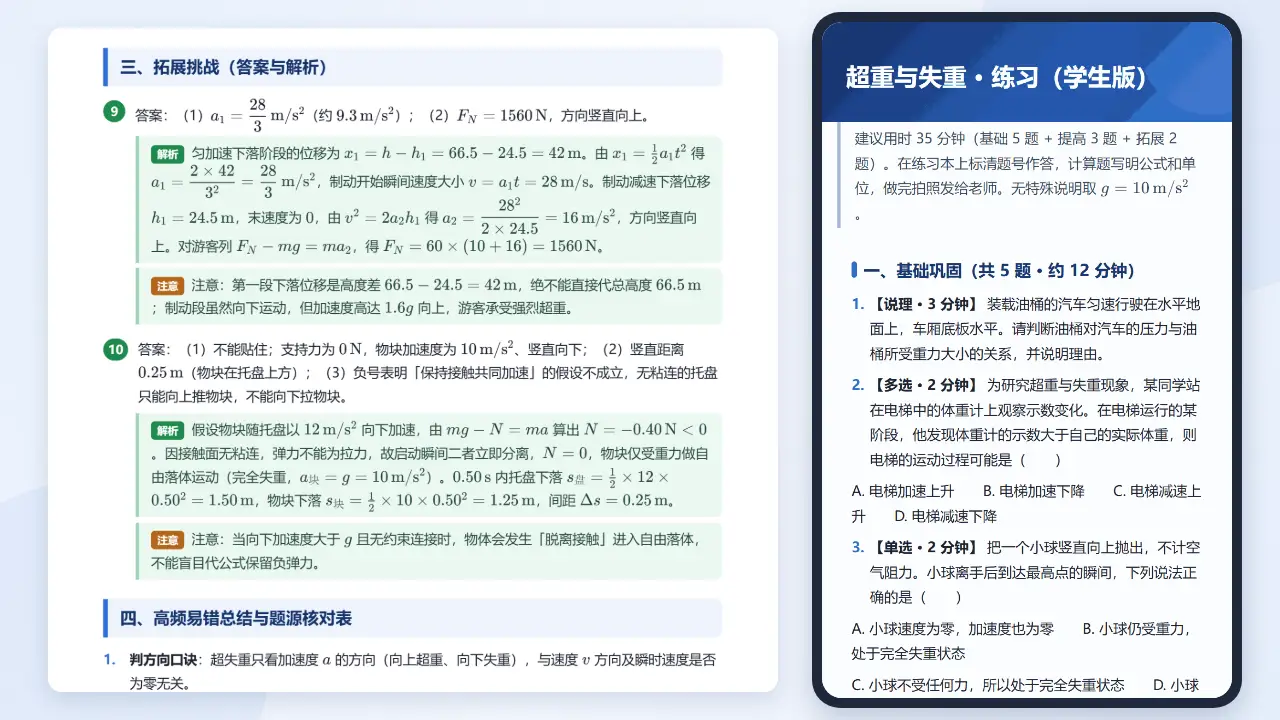 三、拓展挑战（答案与解析）
9 答案：（1）a₁ = 28/3 m/s²（约 9.3 m/s²）；（2）F_N = 1560 N，方向竖直向上。
解析 匀加速下落阶段的位移为 x₁ = h − h₁ = 66.5 − 24.5 = 42 m。由 x₁ = ½a₁t² 得
a₁ = (2 × 42)/3² = 28/3 m/s²，制动开始瞬间速度大小 v = a₁t = 28 m/s。制动减速下落位移
h₁ = 24.5 m，末速度为 0，由 v² = 2a₂h₁ 得 a₂ = 28²/(2 × 24.5) = 16 m/s²，方向竖直向
上。对游客列 F_N − mg = ma₂，得 F_N = 60 × (10 + 16) = 1560 N。
注意 注意：第一段下落位移是高度差 66.5 − 24.5 = 42 m，绝不能直接代总高度 66.5 m
；制动段虽然向下运动，但加速度高达 1.6g 向上，游客承受强烈超重。
10 答案：（1）不能贴住；支持力为 0 N，物块加速度为 10 m/s²、竖直向下；（2）竖直距离
0.25 m（物块在托盘上方）；（3）负号表明「保持接触共同加速」的假设不成立，无粘连的托盘
只能向上推物块，不能向下拉物块。
解析 假设物块随托盘以 12 m/s² 向下加速，由 mg − N = ma 算出 N = −0.40 N < 0
。因接触面无粘连，弹力不能为拉力，故启动瞬间二者立即分离，N = 0，物块仅受重力做自
由落体运动（完全失重，a块 = g = 10 m/s²）。0.50 s 内托盘下落 s盘 = ½ × 12 ×
0.50² = 1.50 m，物块下落 s块 = ½ × 10 × 0.50² = 1.25 m，间距 Δs = 0.25 m。
注意 注意：当向下加速度大于 g 且无约束连接时，物体会发生「脱离接触」进入自由落体，
不能盲目代公式保留负弹力。
四、高频易错总结与题源核对表
1. 判方向口诀：超失重只看加速度 a 的方向（向上超重、向下失重），与速度 v 方向及瞬时速度是否
为零无关。
超重与失重・练习（学生版）
建议用时 35 分钟（基础 5 题 + 提高 3 题 + 拓展 2
题）。在练习本上标清题号作答，计算题写明公式和单
位，做完拍照发给老师。无特殊说明取 g = 10 m/s²
。
一、基础巩固（共 5 题・约 12 分钟）
1. 【说理・3 分钟】 装载油桶的汽车匀速行驶在水平地
面上，车厢底板水平。请判断油桶对汽车的压力与油
桶所受重力大小的关系，并说明理由。
2. 【多选・2 分钟】 为研究超重与失重现象，某同学站
在电梯中的体重计上观察示数变化。在电梯运行的某
阶段，他发现体重计的示数大于自己的实际体重，则
电梯的运动过程可能是（　　）
A. 电梯加速上升　　B. 电梯加速下降　　C. 电梯减速上
升　　D. 电梯减速下降
3. 【单选・2 分钟】 把一个小球竖直向上抛出，不计空
气阻力。小球离手后到达最高点的瞬间，下列说法正
确的是（　　）
A. 小球速度为零，加速度也为零　　B. 小球仍受重力，
处于完全失重状态
C. 小球不受任何力，所以处于完全失重状态　　D. 小球